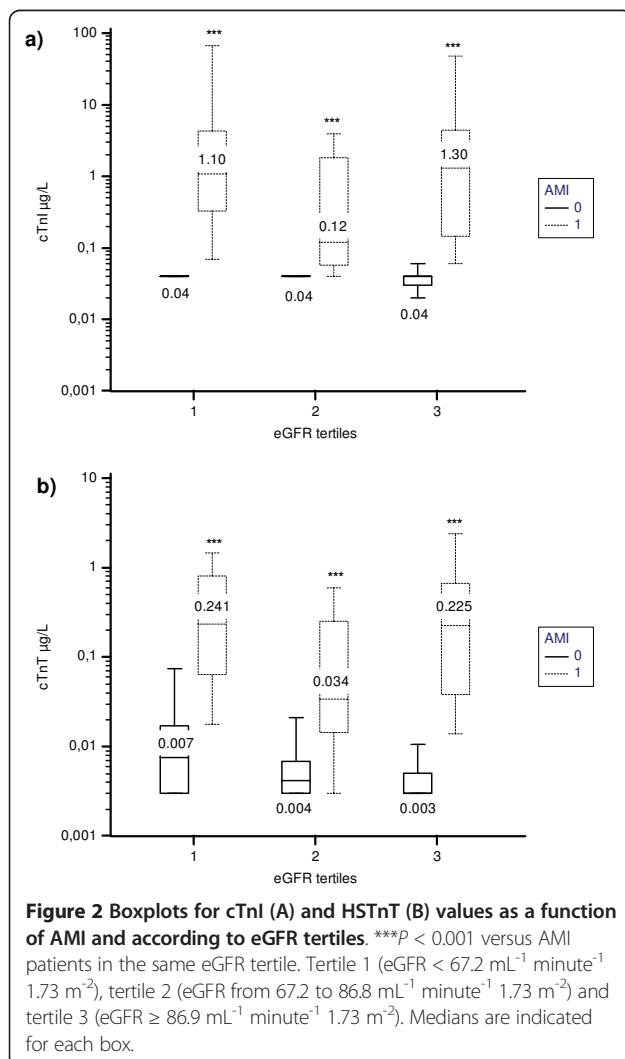 a)
100
10
1
0,1
0,01
0,001
cTnI µg/L
***
***
***
1.10
0.12
1.30
0.04
0.04
0.04
1
2
3
eGFR tertiles
AMI
0
1
b)
10
1
0,1
0,01
0,001
cTnT µg/L
***
***
***
0.241
0.034
0.225
0.007
0.004
0.003
1
2
3
eGFR tertiles
AMI
0
1
Figure 2 Boxplots for cTnI (A) and HSTnT (B) values as a function
of AMI and according to eGFR tertiles. ***P < 0.001 versus AMI
patients in the same eGFR tertile. Tertile 1 (eGFR < 67.2 mL⁻¹ minute⁻¹
1.73 m⁻²), tertile 2 (eGFR from 67.2 to 86.8 mL⁻¹ minute⁻¹ 1.73 m⁻²) and
tertile 3 (eGFR ≥ 86.9 mL⁻¹ minute⁻¹ 1.73 m⁻²). Medians are indicated
for each box.